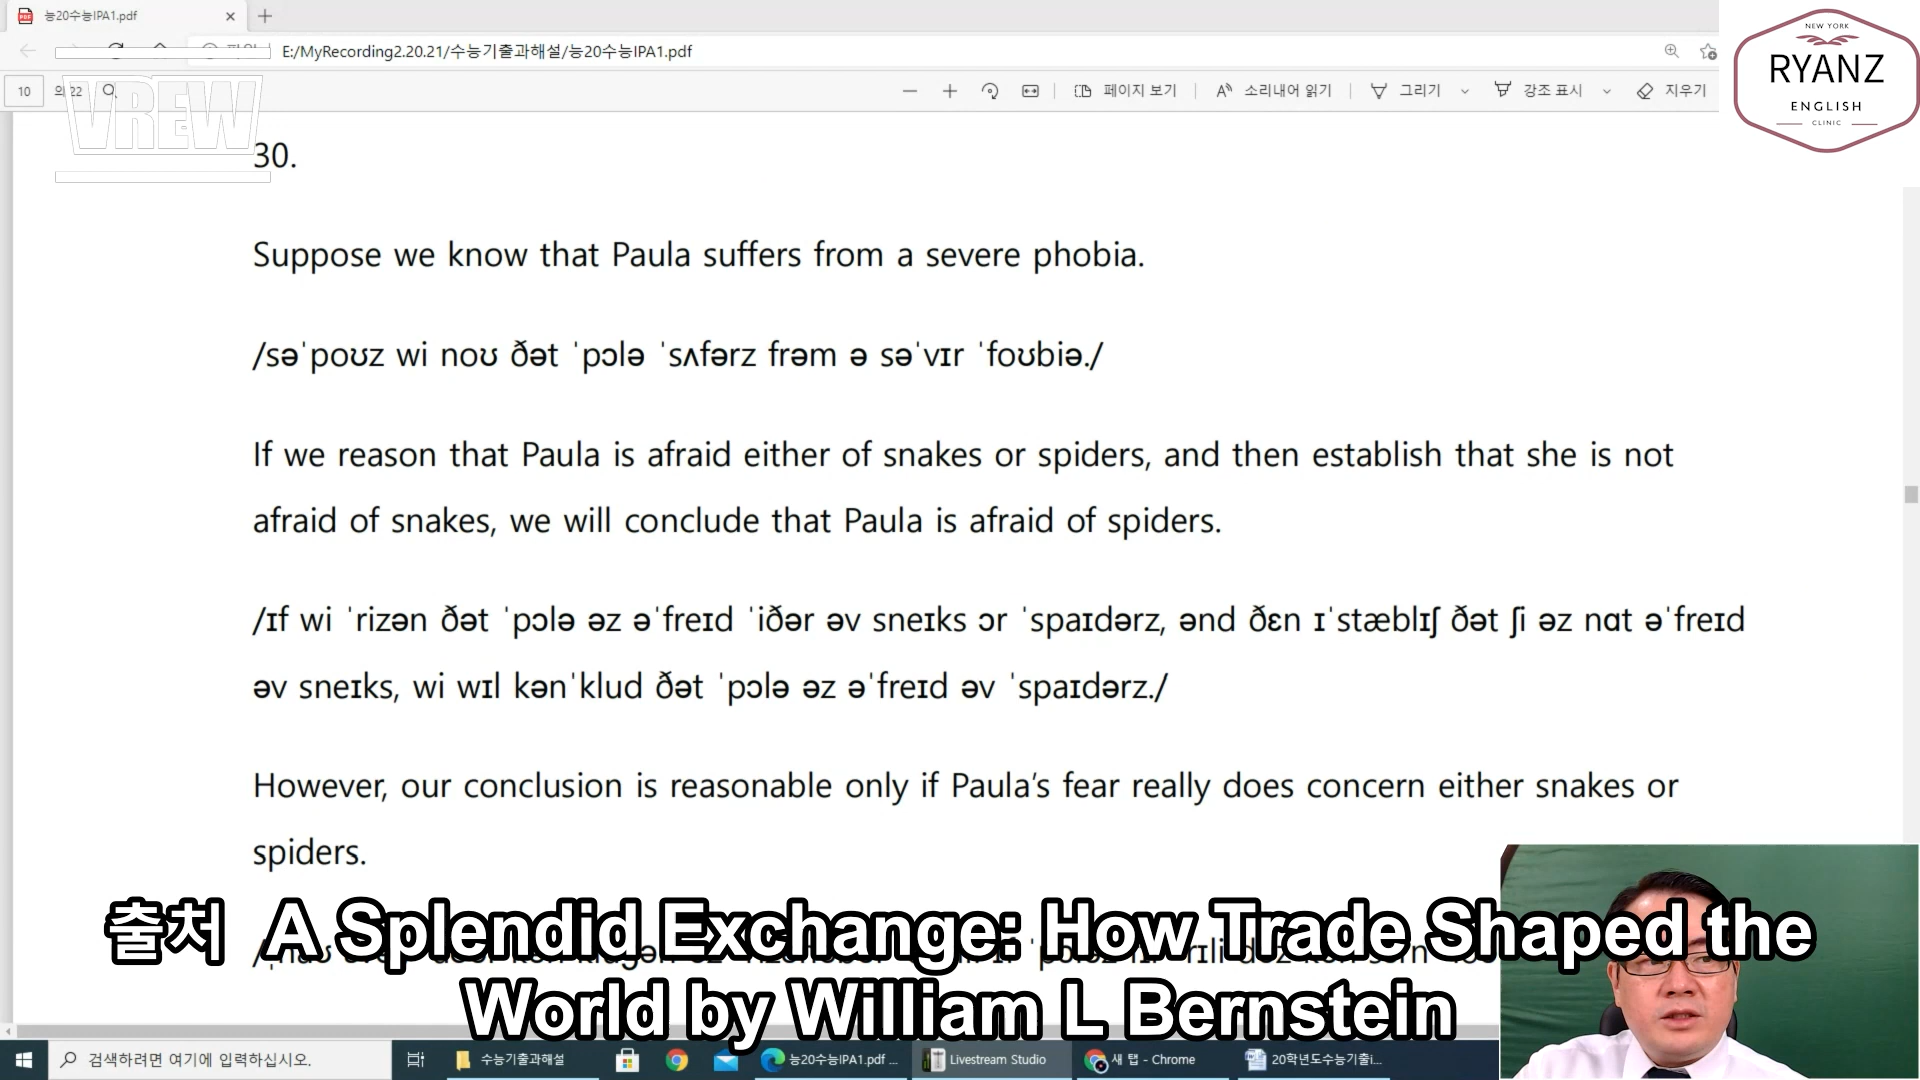 능20수능IPA1.pdf
E:/MyRecording2.20.21/수능기출과해설/능20수능IPA1.pdf
10 의 22
페이지 보기
소리내어 읽기
그리기
강조 표시
지우기
VREW
NEW YORK
RYANZ
ENGLISH
CLINIC
30.
Suppose we know that Paula suffers from a severe phobia.
/səˈpoʊz wi noʊ ðət ˈpɔlə ˈsʌfərz frəm ə səˈvɪr ˈfoʊbiə./
If we reason that Paula is afraid either of snakes or spiders, and then establish that she is not
afraid of snakes, we will conclude that Paula is afraid of spiders.
/ɪf wi ˈrizən ðət ˈpɔlə əz əˈfreɪd ˈiðər əv sneɪks ɔr ˈspaɪdərz, ənd ðɛn ɪˈstæblɪʃ ðət ʃi əz nɑt əˈfreɪd
əv sneɪks, wi wɪl kənˈklud ðət ˈpɔlə əz əˈfreɪd əv ˈspaɪdərz./
However, our conclusion is reasonable only if Paula’s fear really does concern either snakes or
spiders.
출처 A Splendid Exchange: How Trade Shaped the
World by William L Bernstein
검색하려면 여기에 입력하십시오.
수능기출과해설
능20수능IPA1.pdf ...
Livestream Studio
새 탭 - Chrome
20학년도수능기출i...